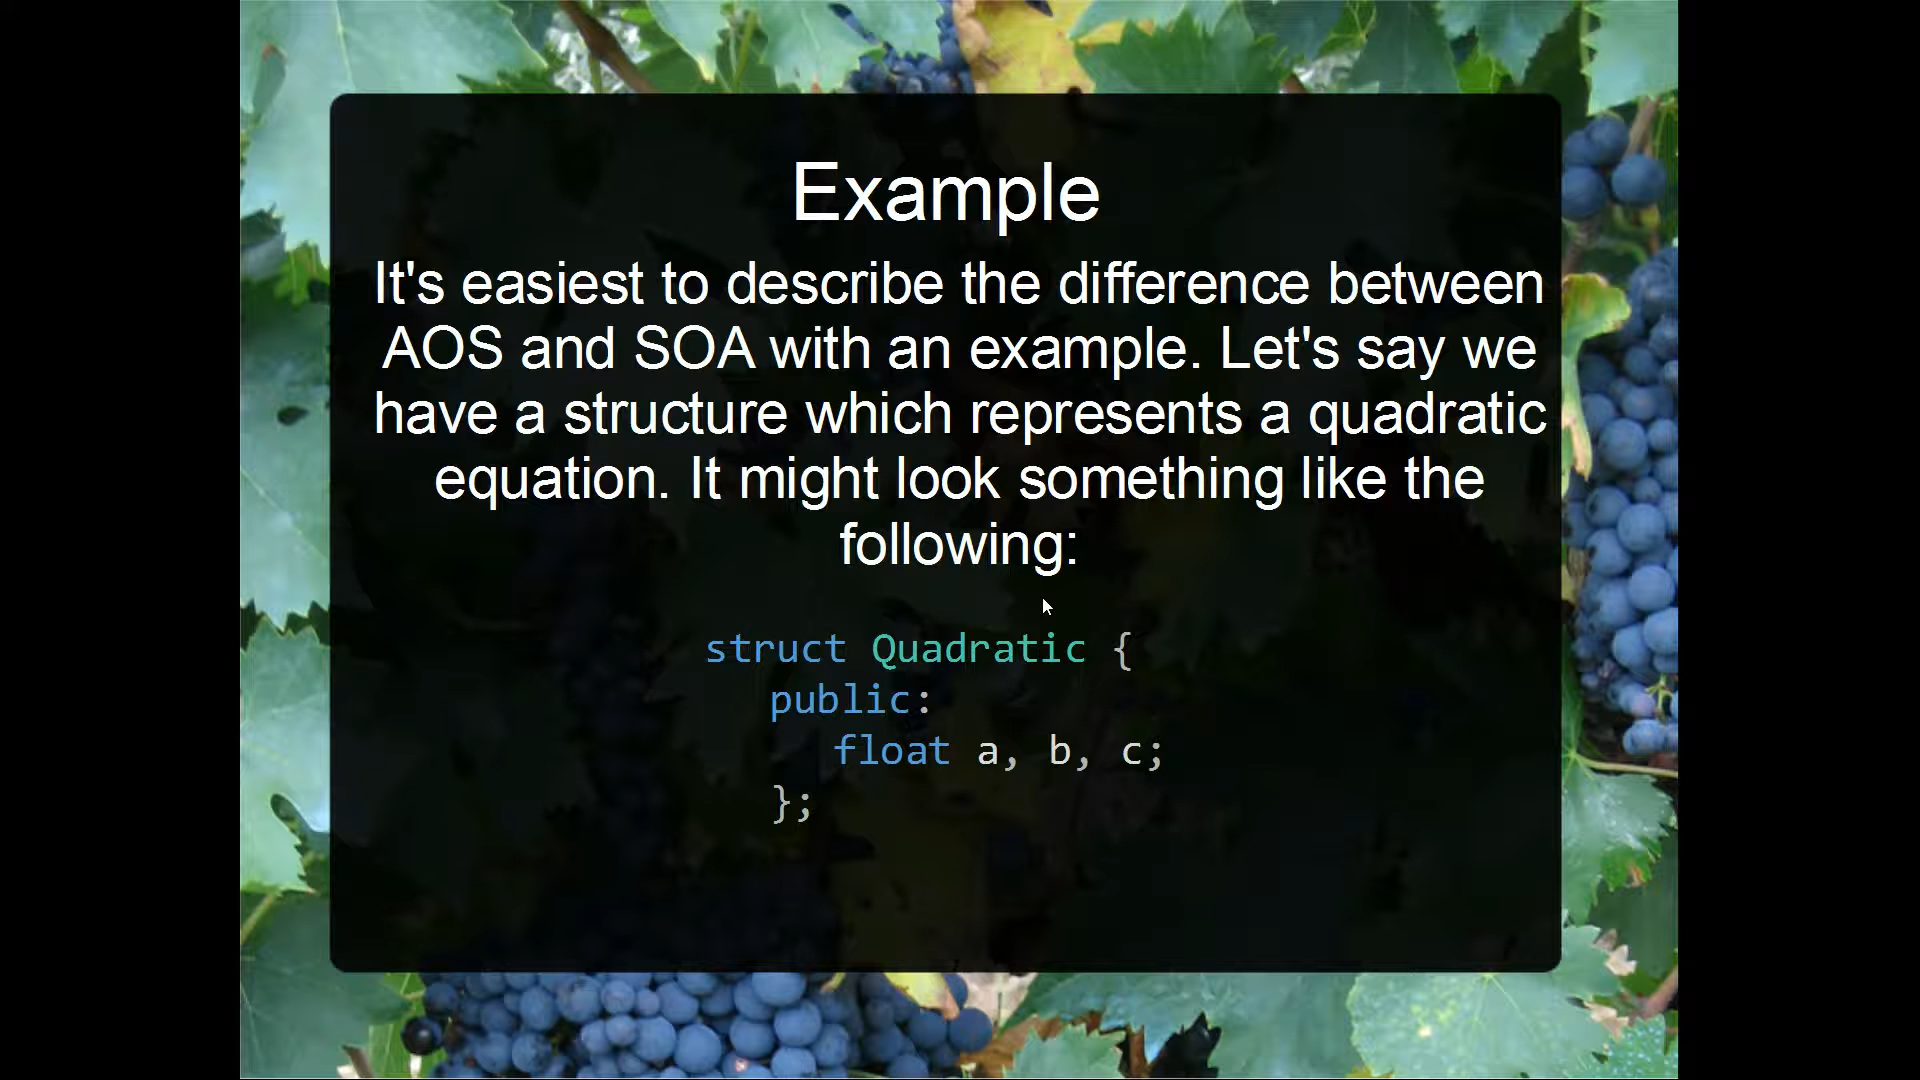 Example
It's easiest to describe the difference between
AOS and SOA with an example. Let's say we
have a structure which represents a quadratic
equation. It might look something like the
following:
struct Quadratic {
public:
float a, b, c;
};